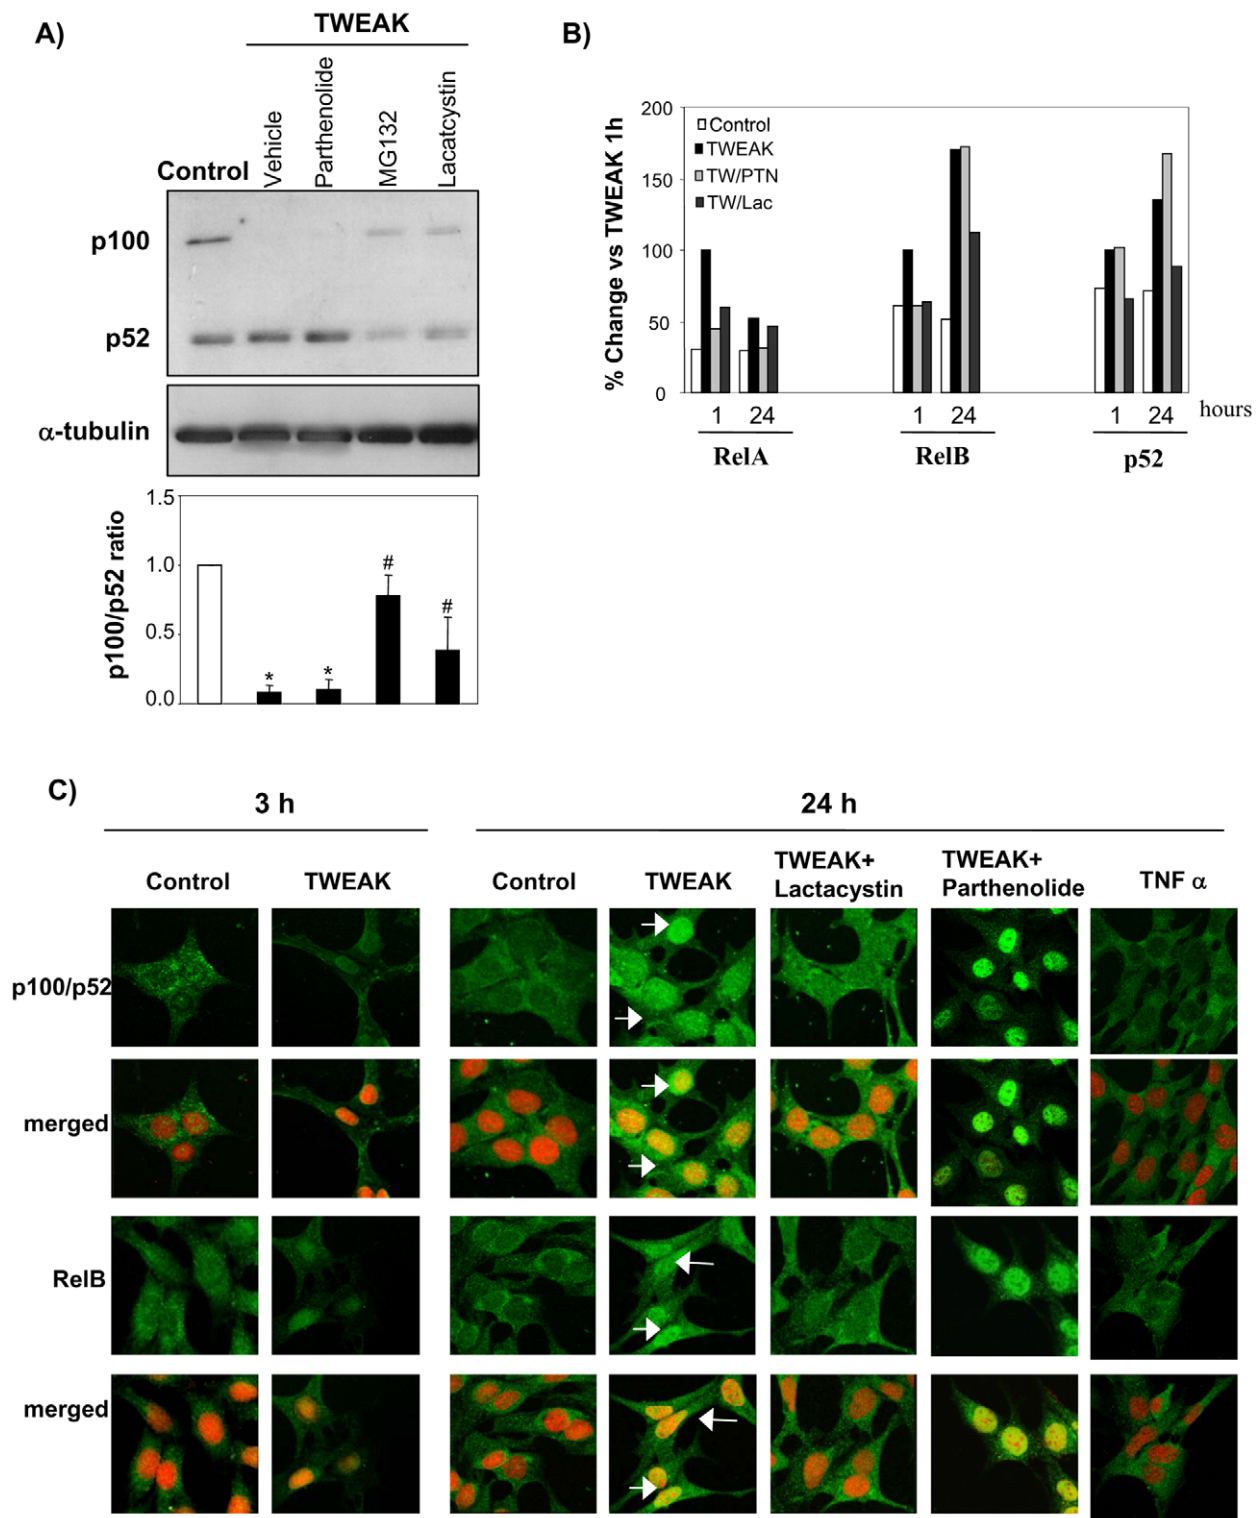 A)
TWEAK
Control
Vehicle
Parthenolide
MG132
Lacatcystin
p100
p52
α-tubulin
p100/p52 ratio
1.5
1.0
0.5
0.0
*
*
#
#
B)
% Change vs TWEAK 1h
200
150
100
50
0
Control
TWEAK
TW/PTN
TW/Lac
1 24 1 24 1 24 hours
RelA RelB p52
C)
3 h 24 h
Control TWEAK Control TWEAK TWEAK+ Lactacystin TWEAK+ Parthenolide TNF α
p100/p52
merged
RelB
merged